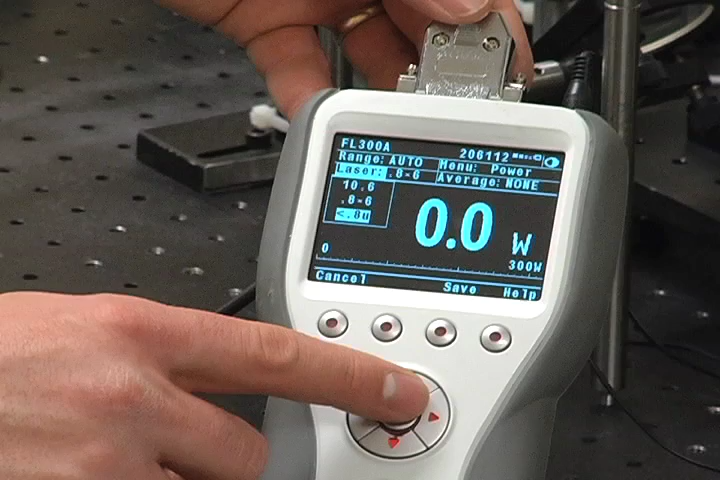 FL300A 206112
Range: AUTO Menu: Power
Laser: .8-6 Average: NONE
10.6
.8-6
<.8u
0.0 W
0 300W
Cancel Save Help